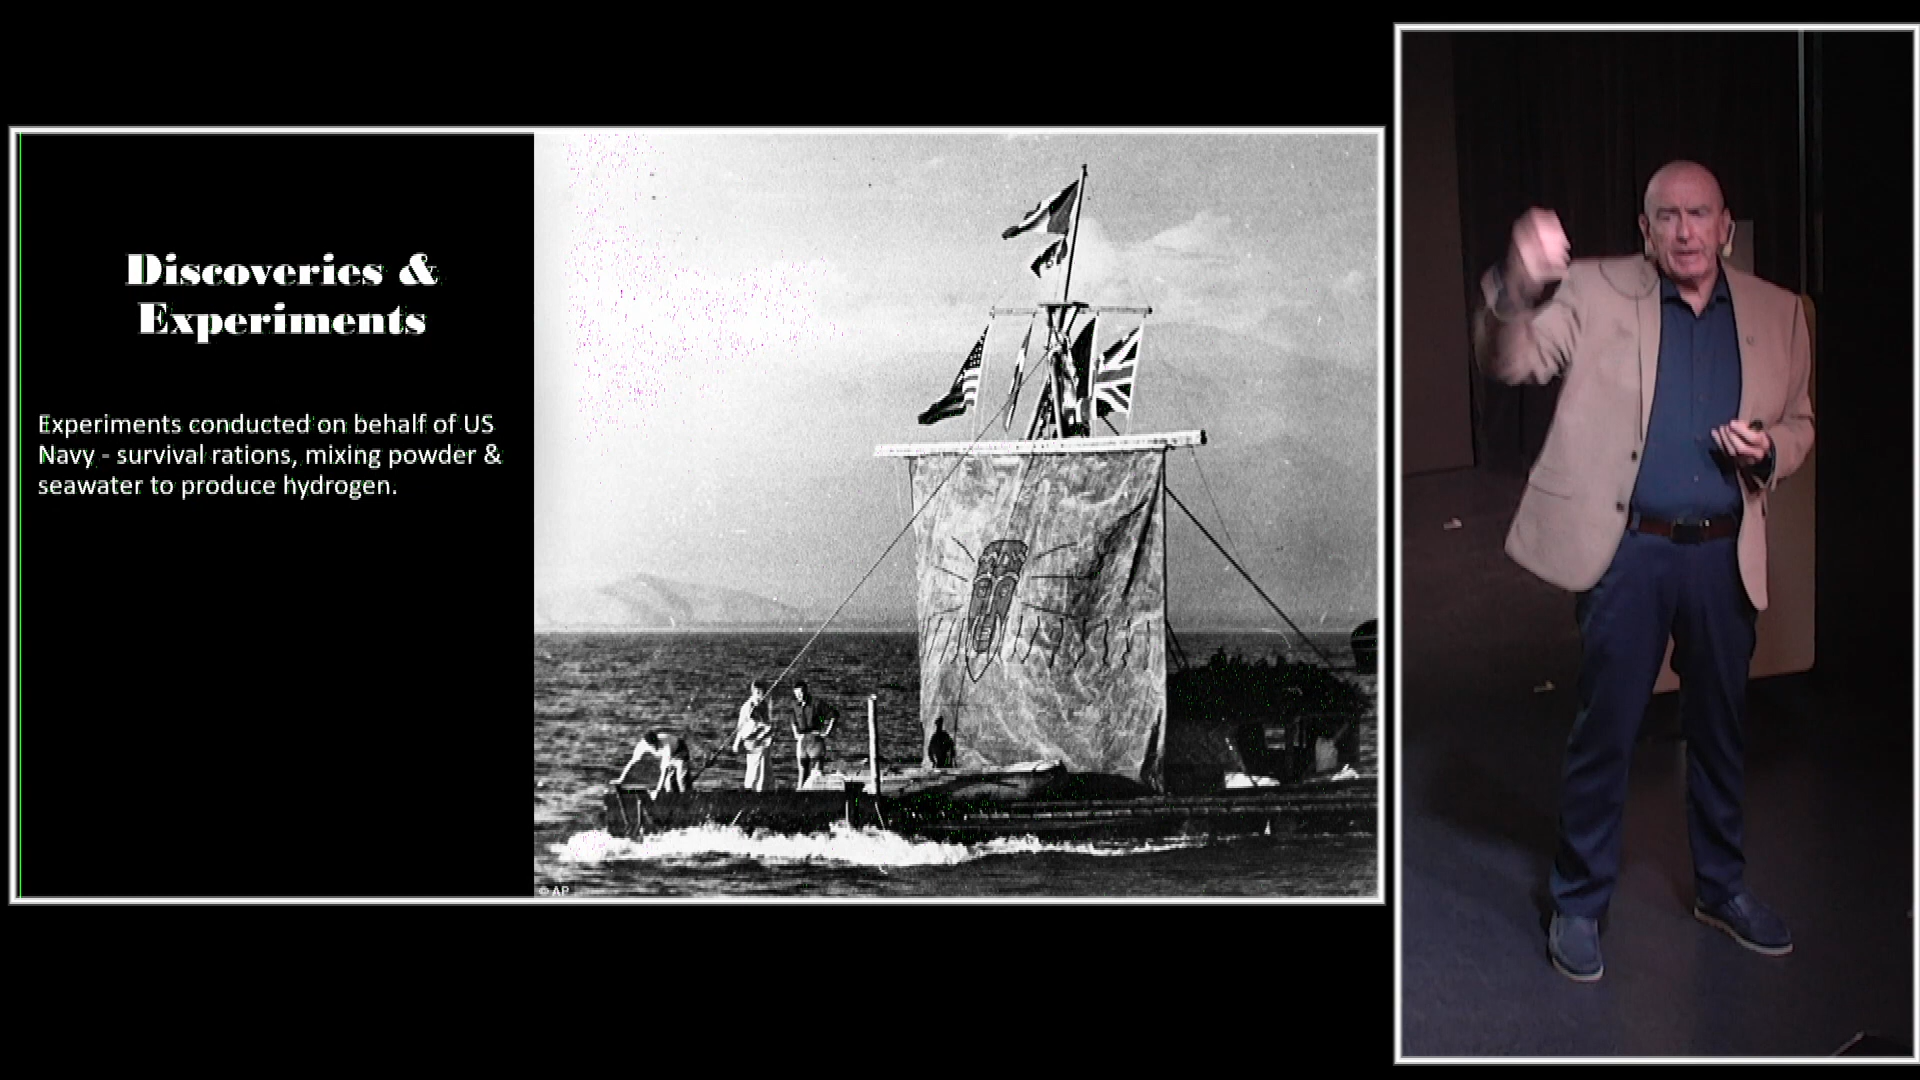 Discoveries &
Experiments
Experiments conducted on behalf of US
Navy - survival rations, mixing powder &
seawater to produce hydrogen.
© AP